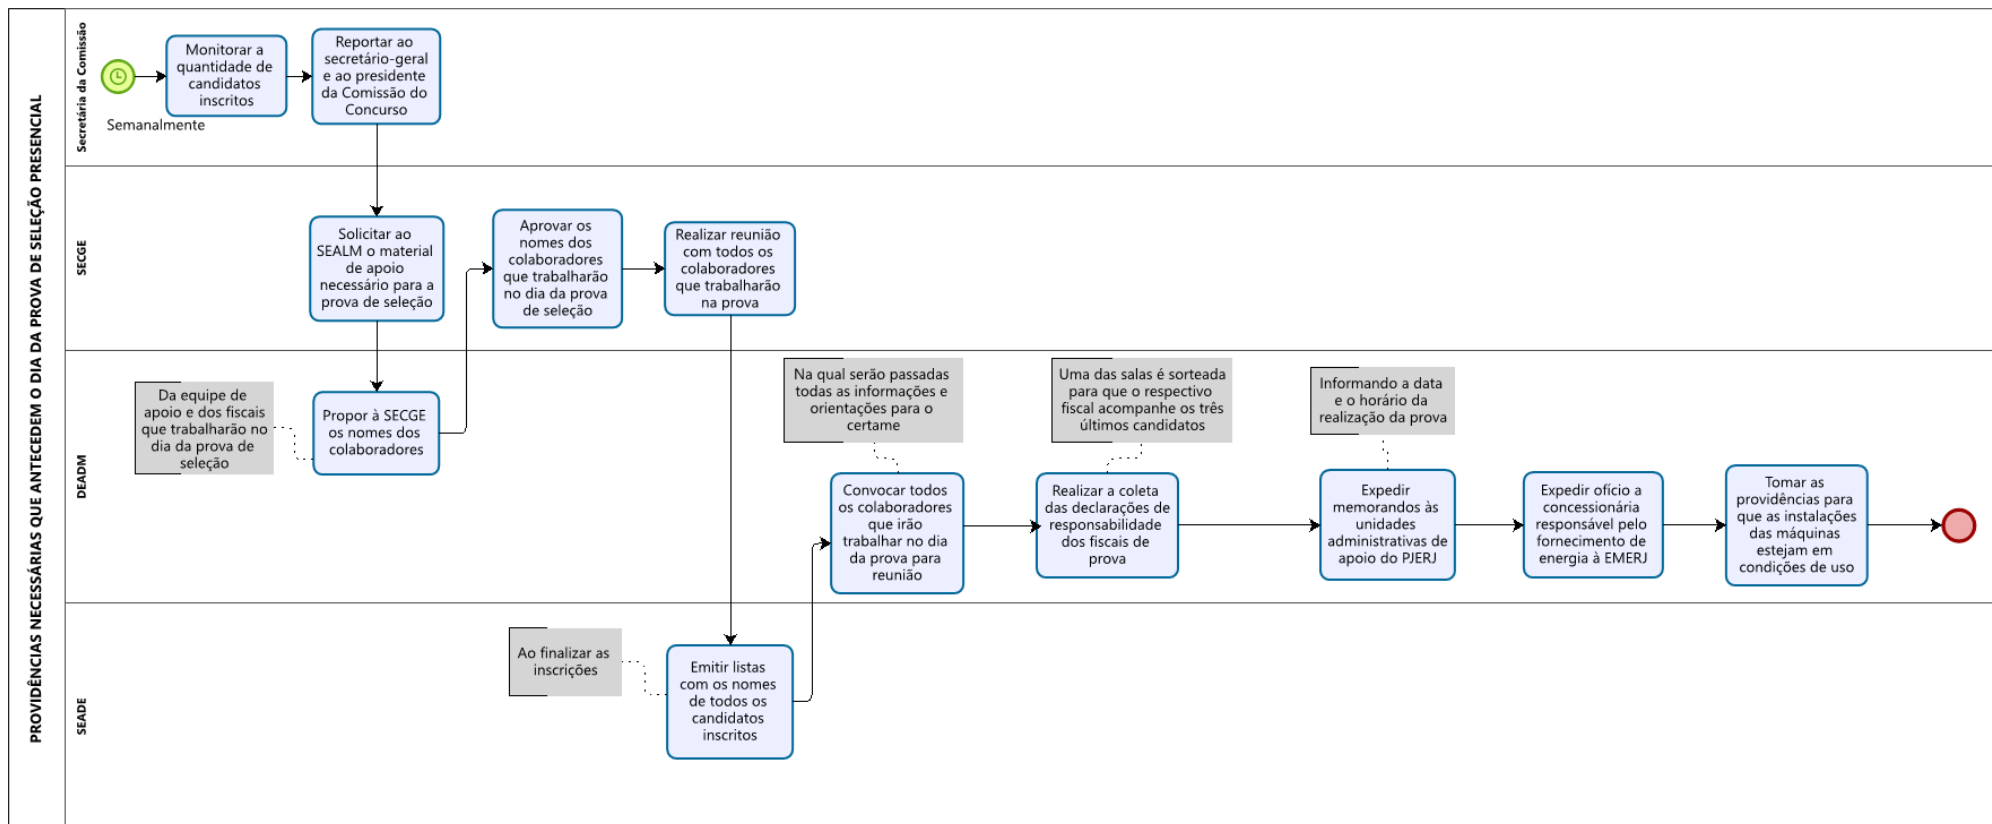 PROVIDÊNCIAS NECESSÁRIAS QUE ANTECEDEM O DIA DA PROVA DE SELEÇÃO PRESENCIAL
Secretária da Comissão
Semanalmente
Monitorar a
quantidade de
candidatos
inscritos
Reportar ao
secretário-geral
e ao presidente
da Comissão do
Concurso
SECGE
Solicitar ao
SEALM o material
de apoio
necessário para a
prova de seleção
Aprovar os
nomes dos
colaboradores
que trabalharão
no dia da prova
de seleção
Realizar reunião
com todos os
colaboradores
que trabalharão
na prova
DEADM
Da equipe de
apoio e dos fiscais
que trabalharão no
dia da prova de
seleção
Propor à SECGE
os nomes dos
colaboradores
Na qual serão passadas
todas as informações e
orientações para o
certame
Convocar todos
os colaboradores
que irão
trabalhar no dia
da prova para
reunião
Uma das salas é sorteada
para que o respectivo
fiscal acompanhe os três
últimos candidatos
Realizar a coleta
das declarações de
responsabilidade
dos fiscais de
prova
Informando a data
e o horário da
realização da prova
Expedir
memorandos às
unidades
administrativas de
apoio do PJERJ
Expedir ofício a
concessionária
responsável pelo
fornecimento de
energia à EMERJ
Tomar as
providências para
que as instalações
das máquinas
estejam em
condições de uso
SEADE
Ao finalizar as
inscrições
Emitir listas
com os nomes
de todos os
candidatos
inscritos